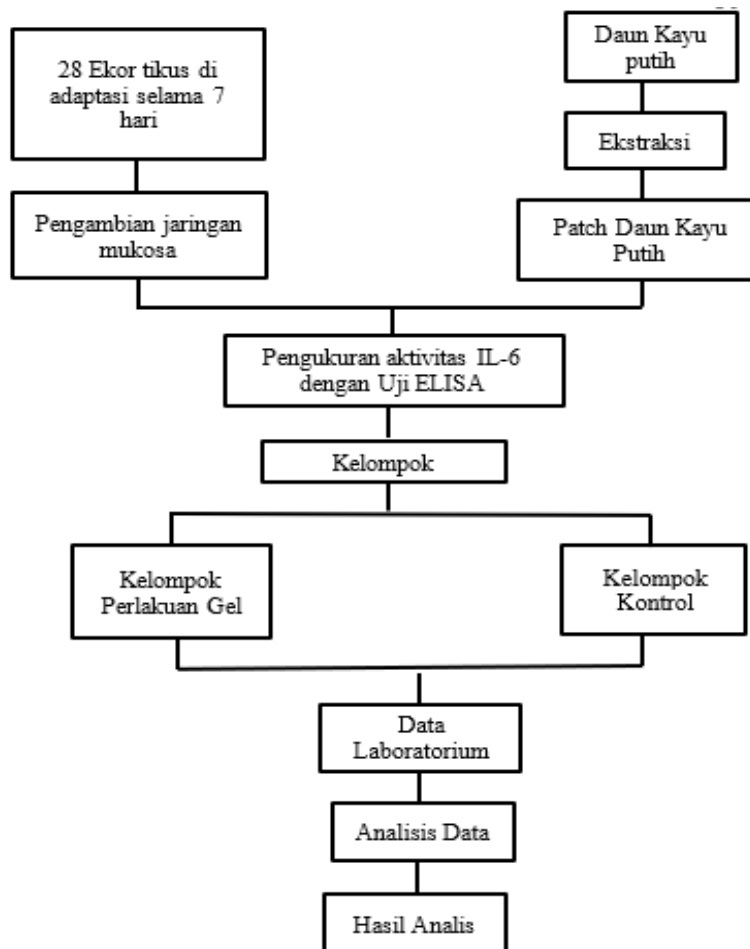 28 Ekor tikus di
adaptasi selama 7
hari
Daun Kayu
putih
Ekstraksi
Pengambian jaringan
mukosa
Patch Daun Kayu
Putih
Pengukuran aktivitas IL-6
dengan Uji ELISA
Kelompok
Kelompok
Perlakuan Gel
Kelompok
Kontrol
Data
Laboratorium
Analisis Data
Hasil Analis